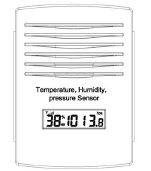 Temperature, Humidity,
pressure Sensor
38 1013.8